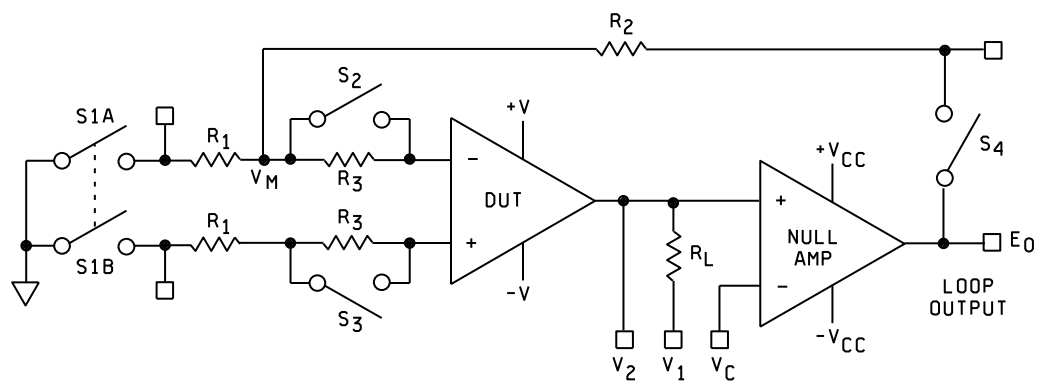 R2
S2
S1A
+V
R1
S4
+VCC
−
VM
R3
DUT
+
R1
R3
+
NULL
AMP
RL
EO
S1B
−V
−
LOOP
OUTPUT
S3
−VCC
V2
V1
VC